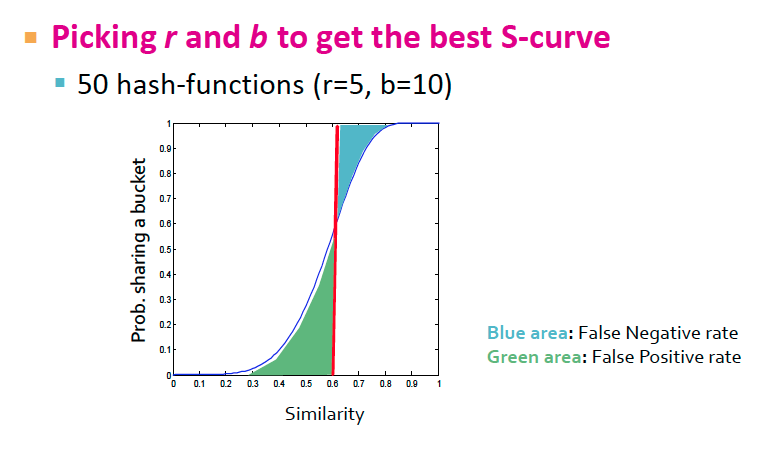 Picking r and b to get the best S-curve
50 hash-functions (r=5, b=10)
Prob. sharing a bucket
1
0.9
0.8
0.7
0.6
0.5
0.4
0.3
0.2
0.1
0
0 0.1 0.2 0.3 0.4 0.5 0.6 0.7 0.8 0.9 1
Similarity
Blue area: False Negative rate
Green area: False Positive rate